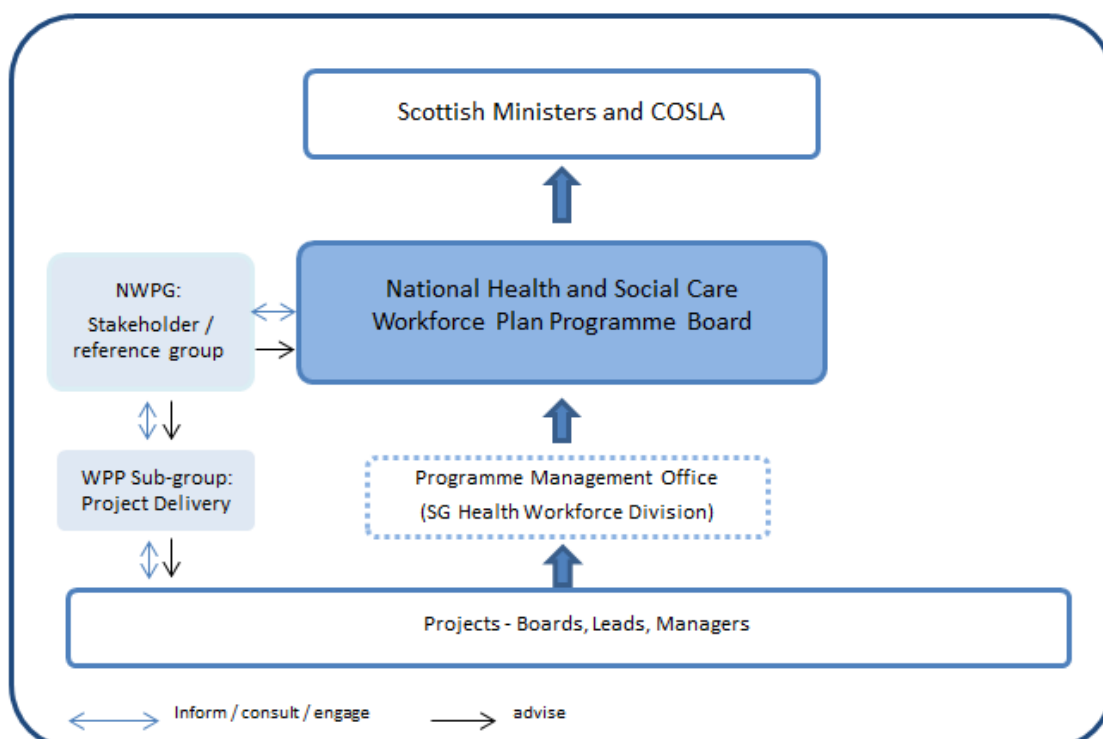 Scottish Ministers and COSLA
National Health and Social Care
Workforce Plan Programme Board
NWPG:
Stakeholder /
reference group
WPP Sub-group:
Project Delivery
Programme Management Office
(SG Health Workforce Division)
Projects - Boards, Leads, Managers
Inform / consult / engage
advise